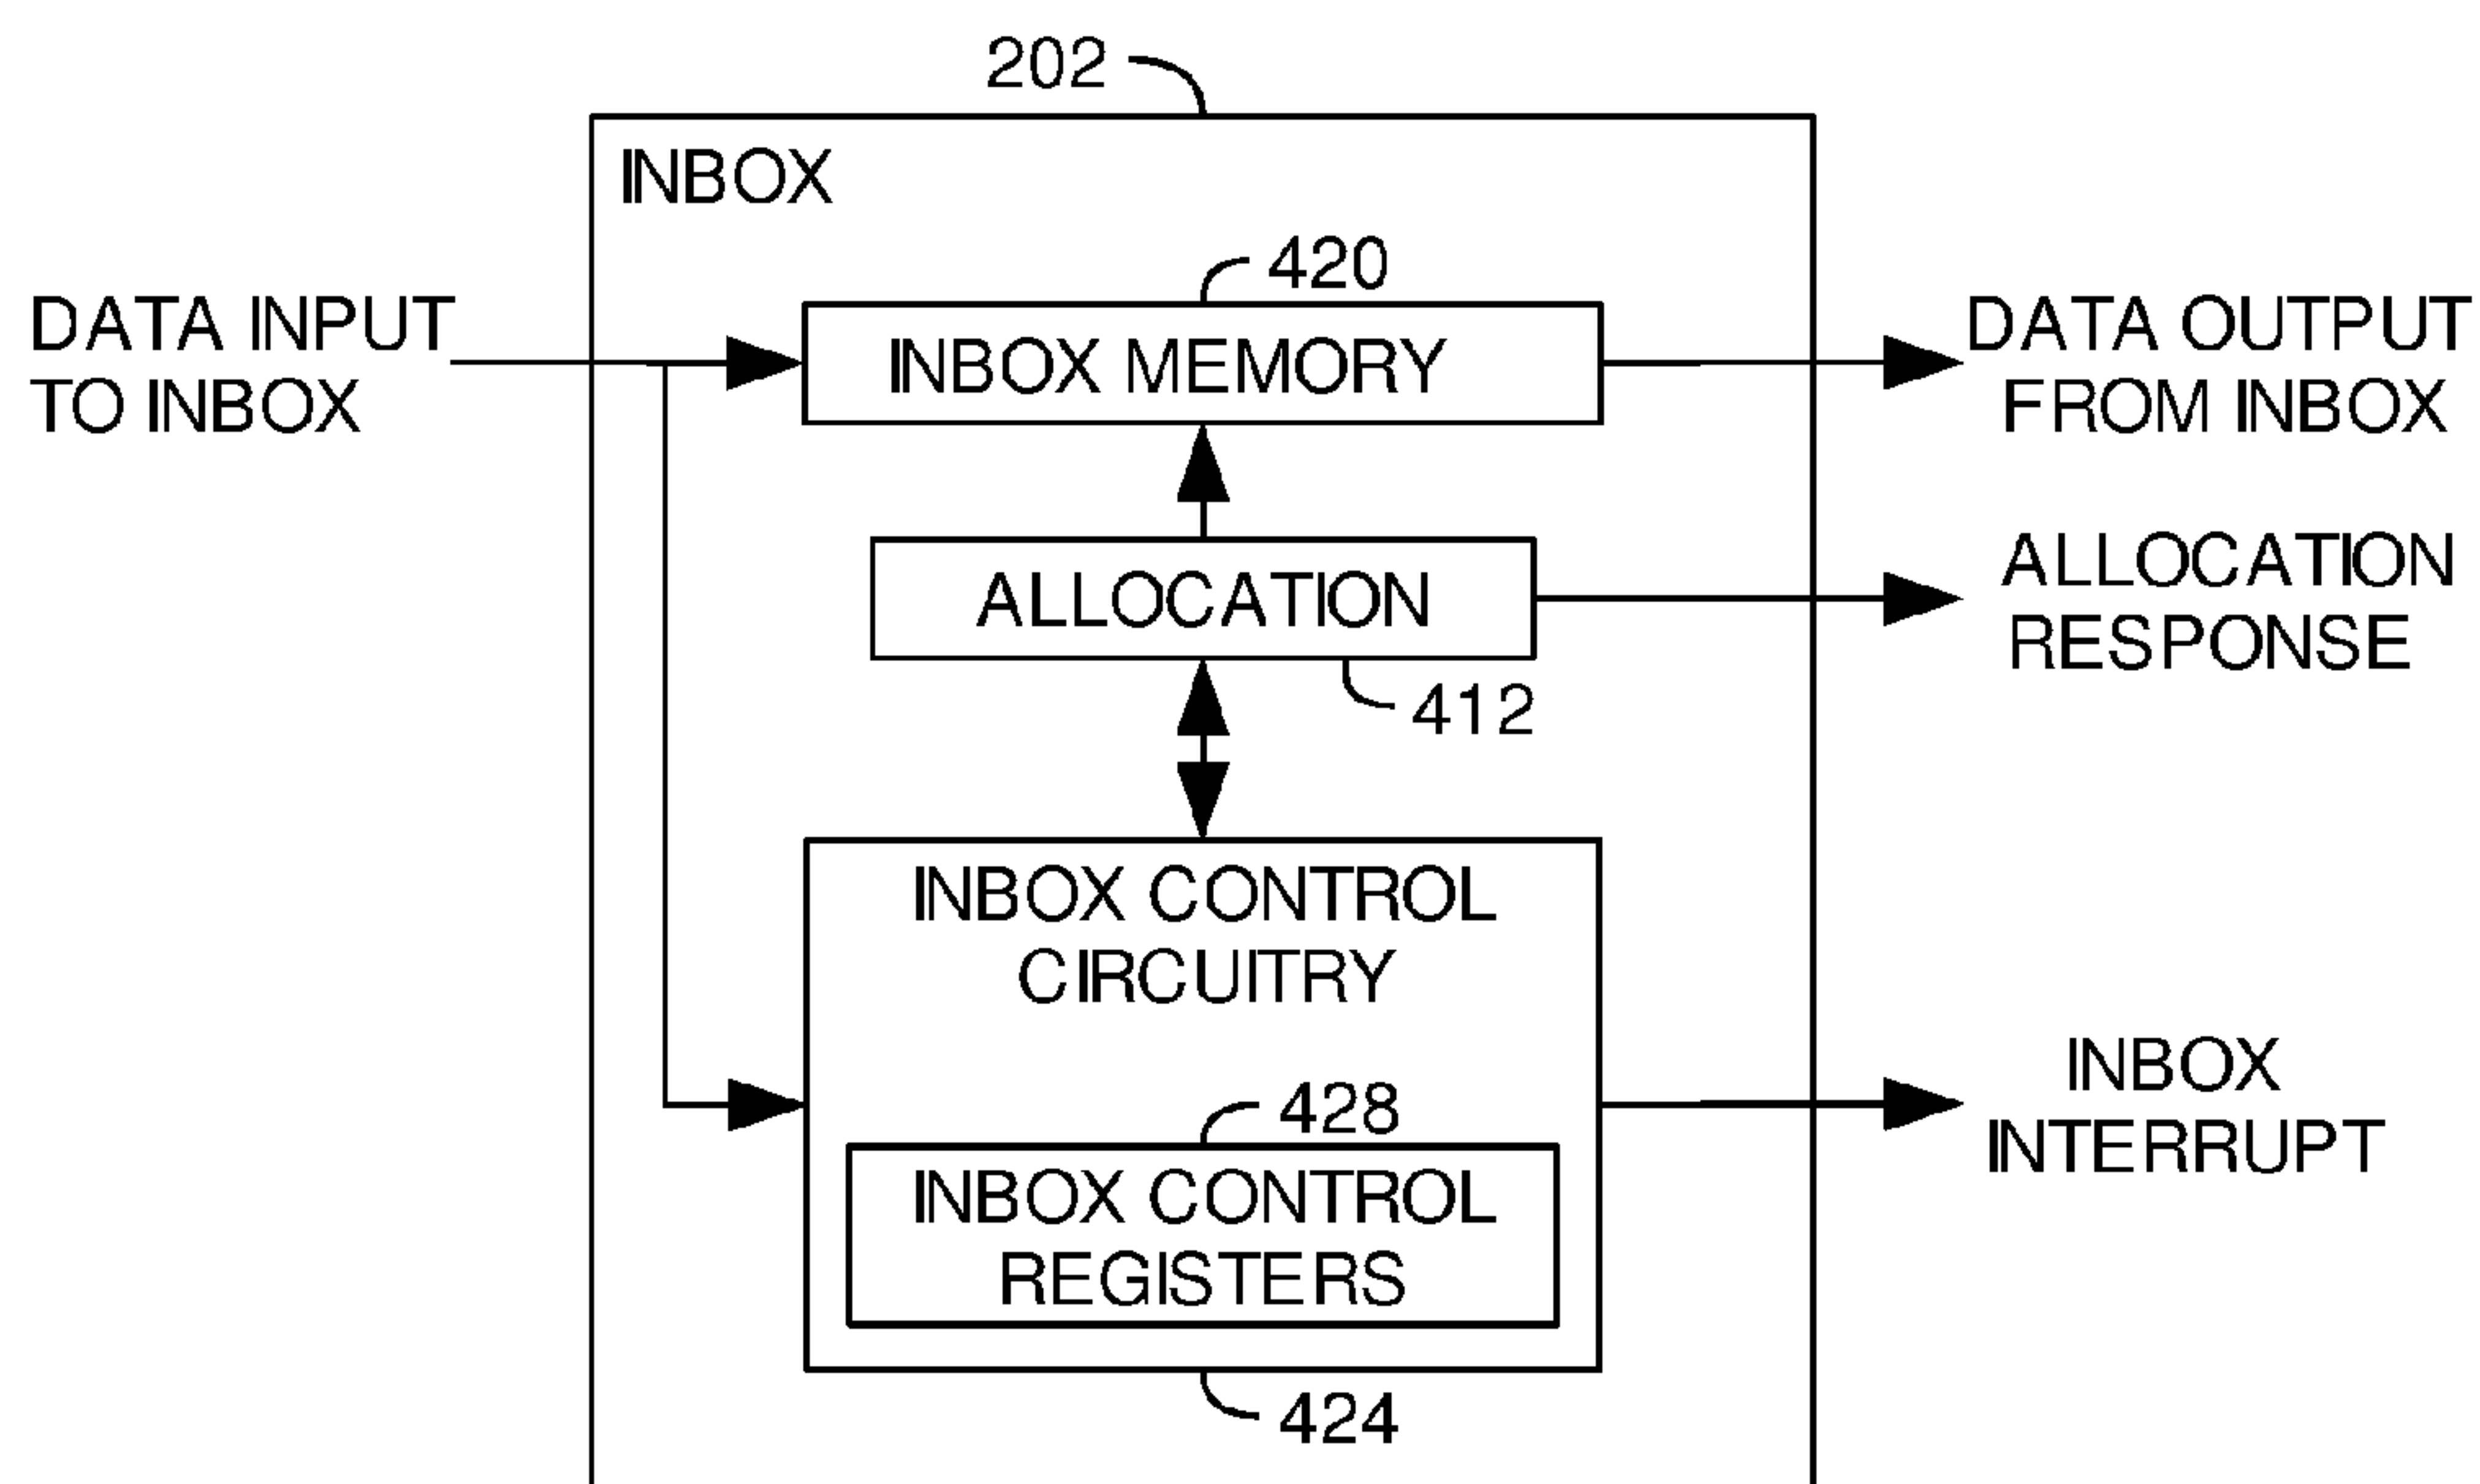 202
INBOX
420
DATA INPUT
TO INBOX
INBOX MEMORY
DATA OUTPUT
FROM INBOX
ALLOCATION
412
ALLOCATION
RESPONSE
INBOX CONTROL
CIRCUITRY
428
INBOX CONTROL
REGISTERS
424
INBOX
INTERRUPT